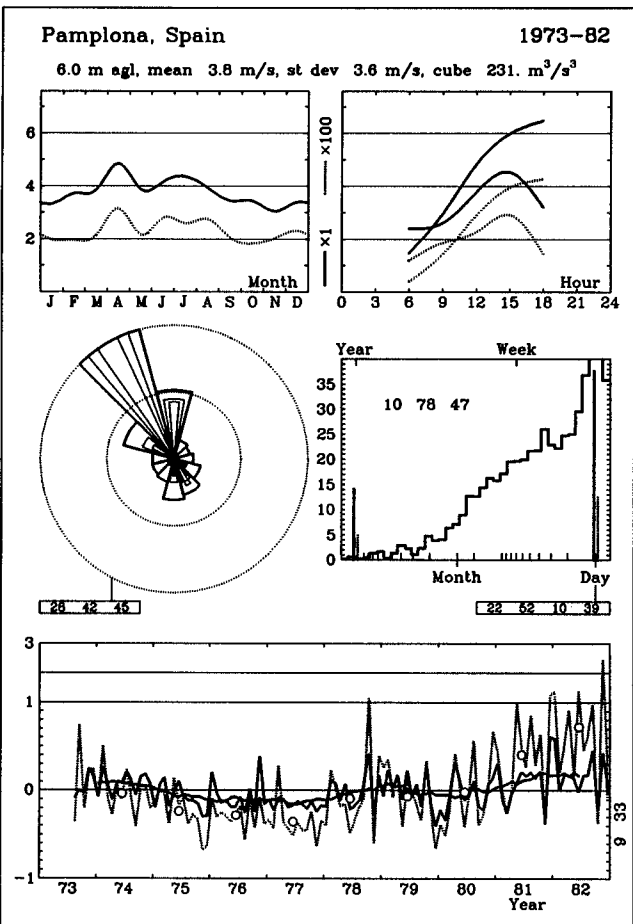 Pamplona, Spain 1973-82
6.0 m agl, mean 3.8 m/s, st dev 3.6 m/s, cube 231. m³/s³
6
4
2
Month
J F M A M J J A S O N D
×1 ×100
Hour
0 3 6 9 12 15 18 21 24
26 42 45
Year Week
35
30
25
20
15
10
5
0
10 78 47
Month Day
22 52 10 39
3
1
0
-1
73 74 75 76 77 78 79 80 81 82
Year
9 33